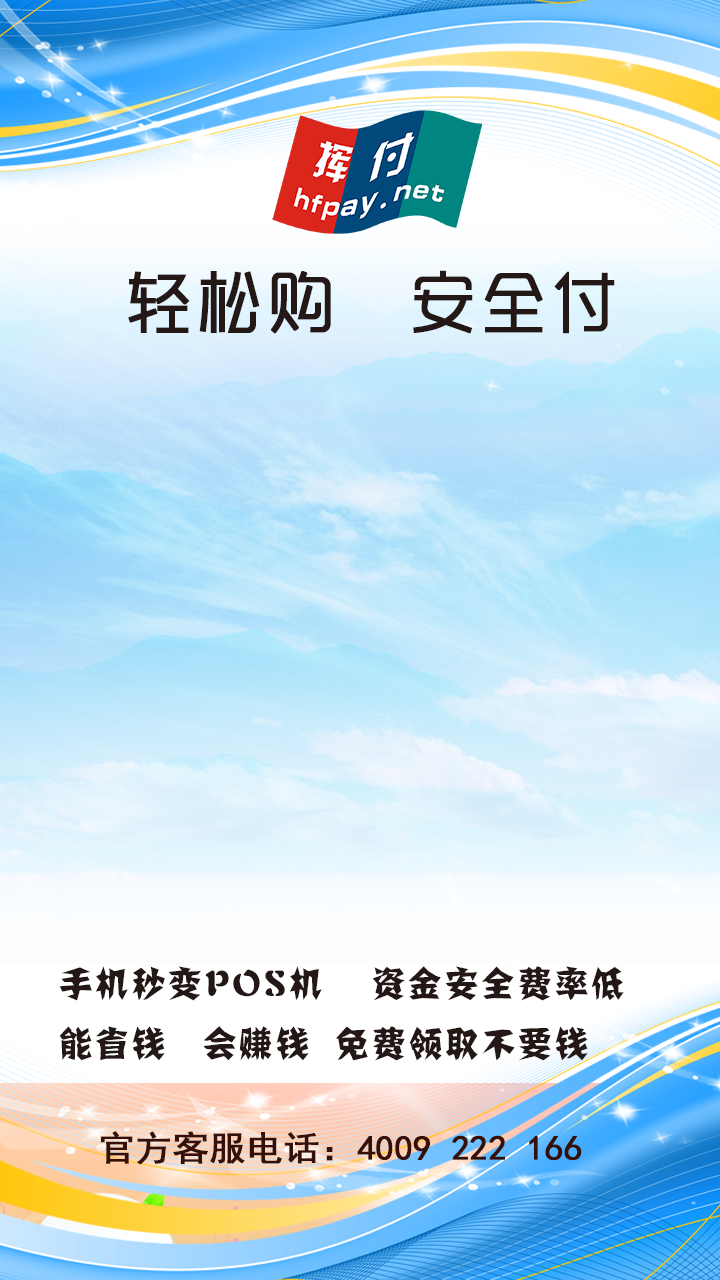 挥付
hfpay.net
轻松购 安全付
手机秒变POS机 资金安全费率低
能省钱 会赚钱 免费领取不要钱
官方客服电话：4009 222 166